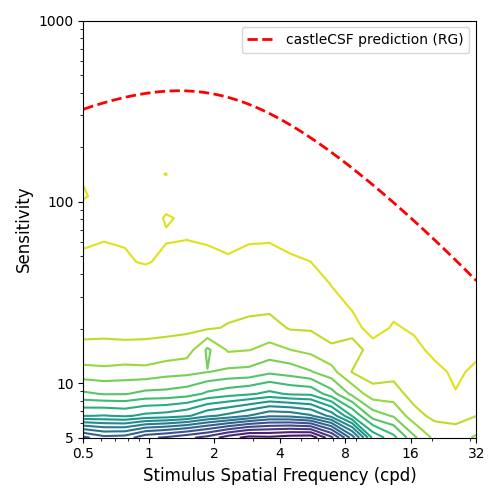 1000
castleCSF prediction (RG)
Sensitivity
100
10
5
0.5 1 2 4 8 16 32
Stimulus Spatial Frequency (cpd)